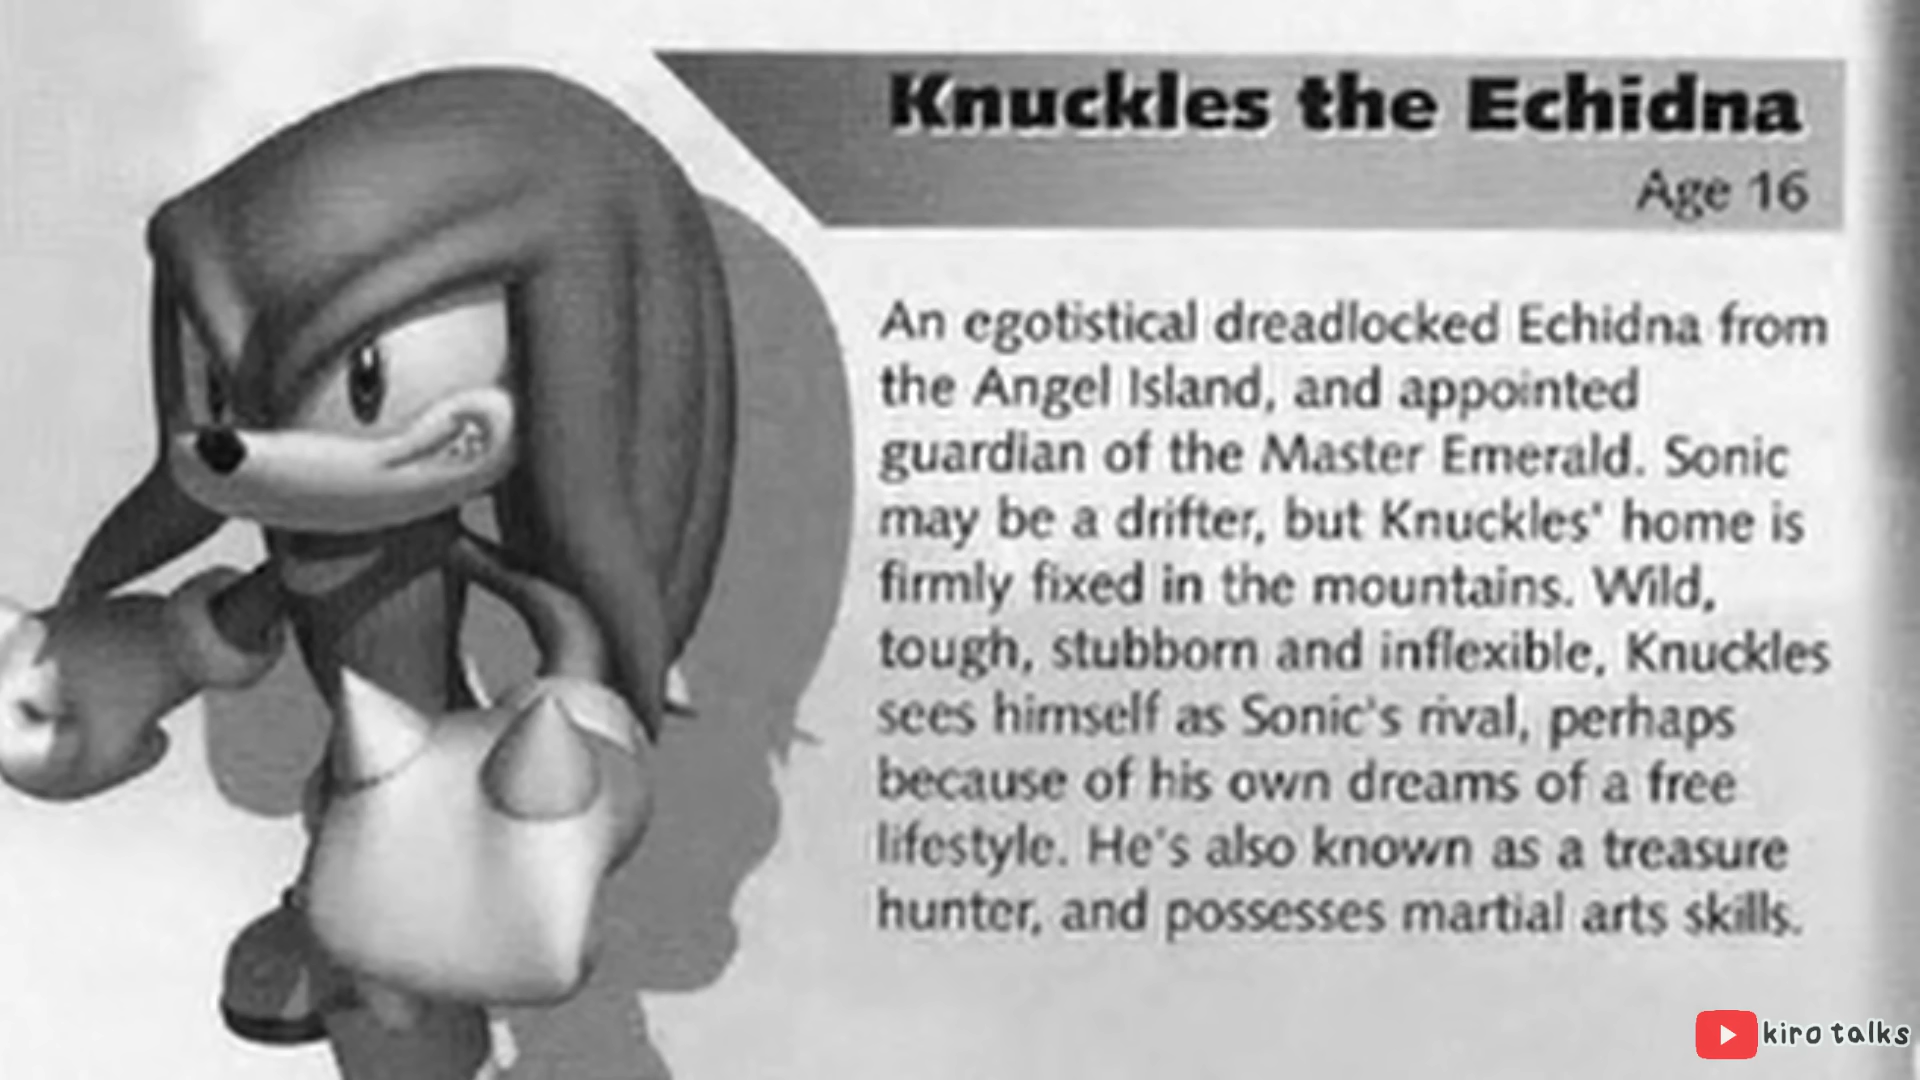 Knuckles the Echidna
Age 16
An egotistical dreadlocked Echidna from
the Angel Island, and appointed
guardian of the Master Emerald. Sonic
may be a drifter, but Knuckles' home is
firmly fixed in the mountains. Wild,
tough, stubborn and inflexible, Knuckles
sees himself as Sonic's rival, perhaps
because of his own dreams of a free
lifestyle. He's also known as a treasure
hunter, and possesses martial arts skills.
kiro talks